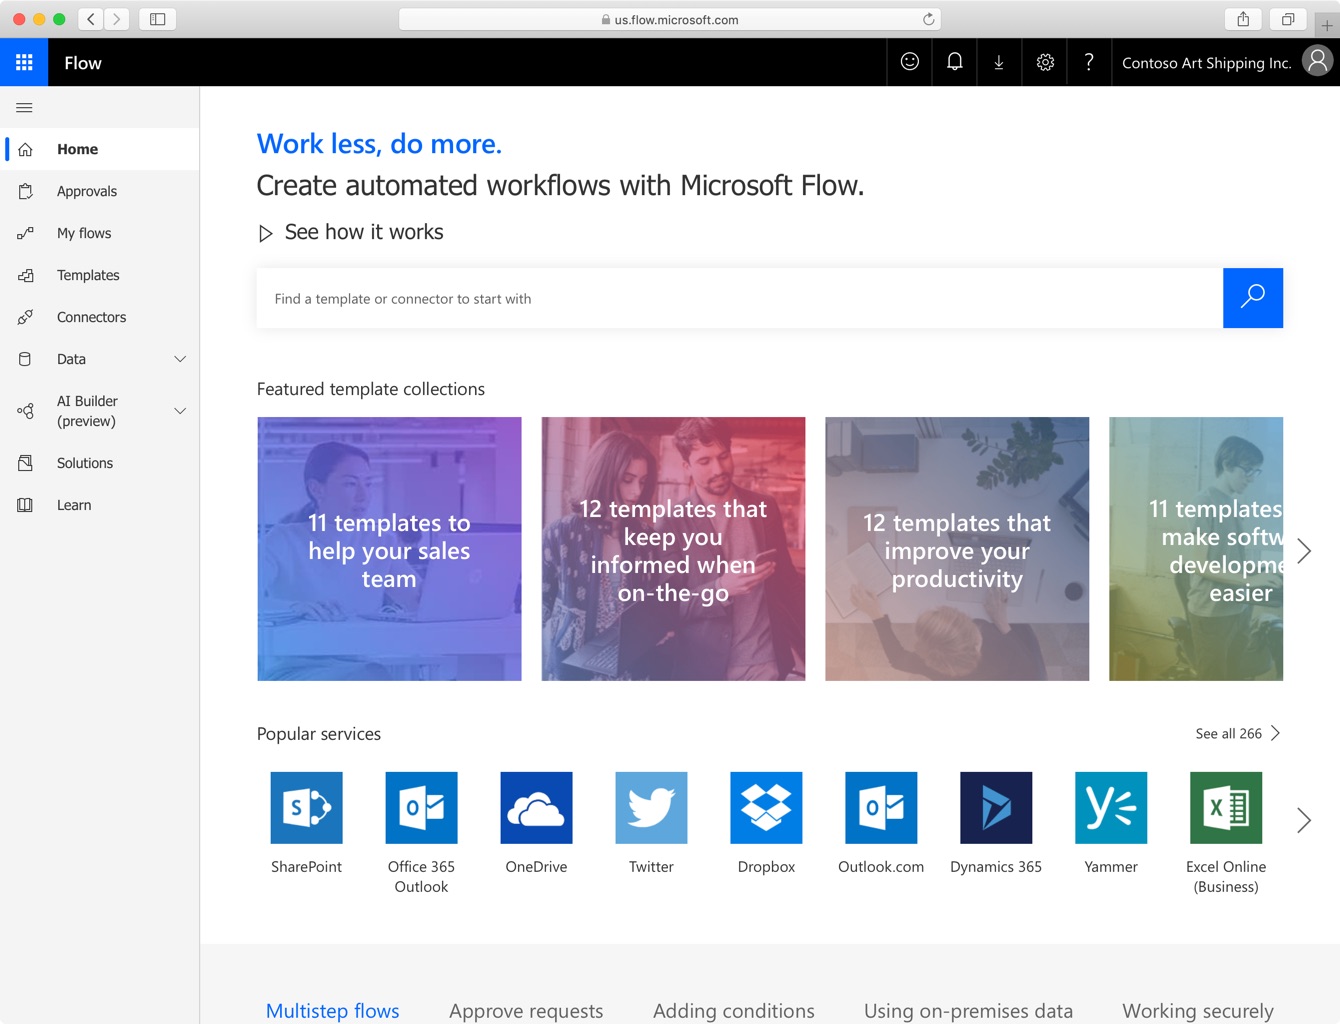 us.flow.microsoft.com
Flow
?
Contoso Art Shipping Inc.
Home
Approvals
My flows
Templates
Connectors
Data
AI Builder
(preview)
Solutions
Learn
Work less, do more.
Create automated workflows with Microsoft Flow.
See how it works
Find a template or connector to start with
Featured template collections
11 templates to
help your sales
team
12 templates that
keep you
informed when
on-the-go
12 templates that
improve your
productivity
11 templates
make softw
developme
easier
Popular services
See all 266
SharePoint
Office 365
Outlook
OneDrive
Twitter
Dropbox
Outlook.com
Dynamics 365
Yammer
Excel Online
(Business)
Multistep flows
Approve requests
Adding conditions
Using on-premises data
Working securely